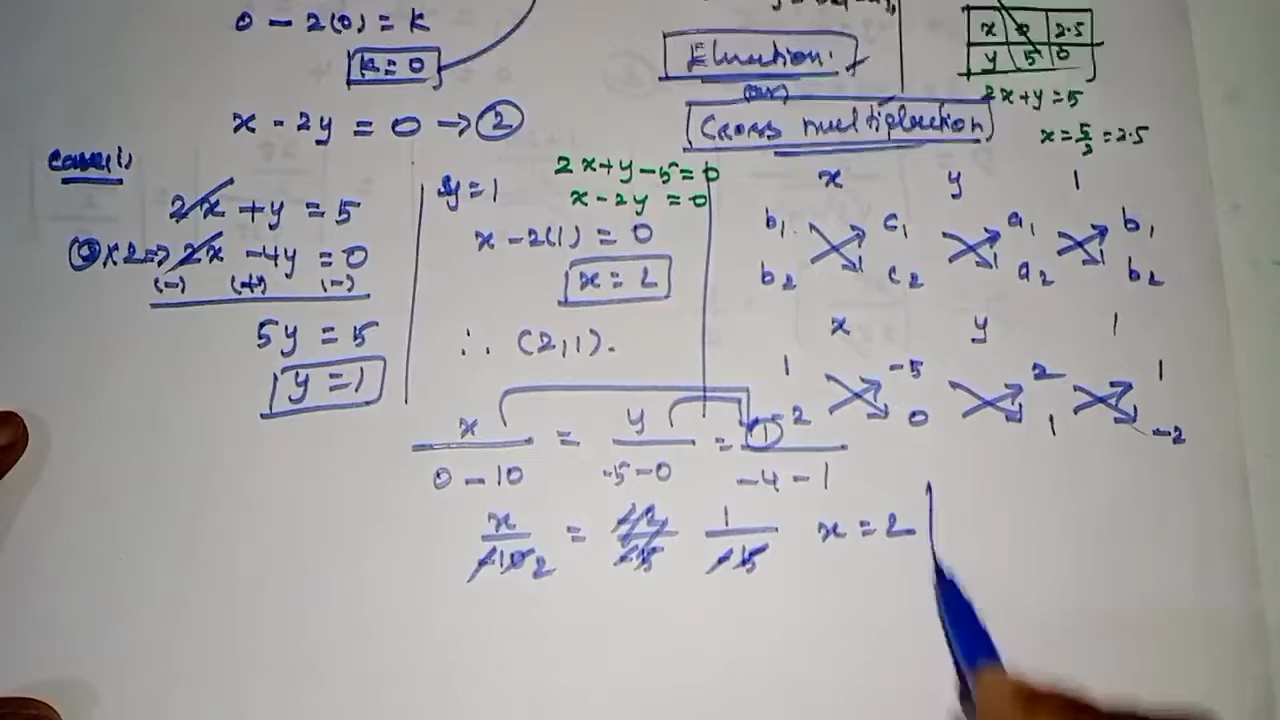 0 - 2(0) = k
k = 0
x - 2y = 0 → ②
Case(i)
2x + y = 5
②×2 ⇒ 2x - 4y = 0
(-) (+) (-)
5y = 5
y = 1
y = 1
2x + y - 5 = 0
x - 2y = 0
x - 2(1) = 0
x = 2
∴ (2,1).
(or)
Cross multiplication
x 0 2.5
y 5 0
2x + y = 5
x = 5/2 = 2.5
x y 1
b₁ c₁ a₁ b₁
b₂ c₂ a₂ b₂
x y 1
1 -5 2 1
-2 0 1 -2
x/(0 - 10) = y/(-5 - 0) = 1/(-4 - 1)
x = 2